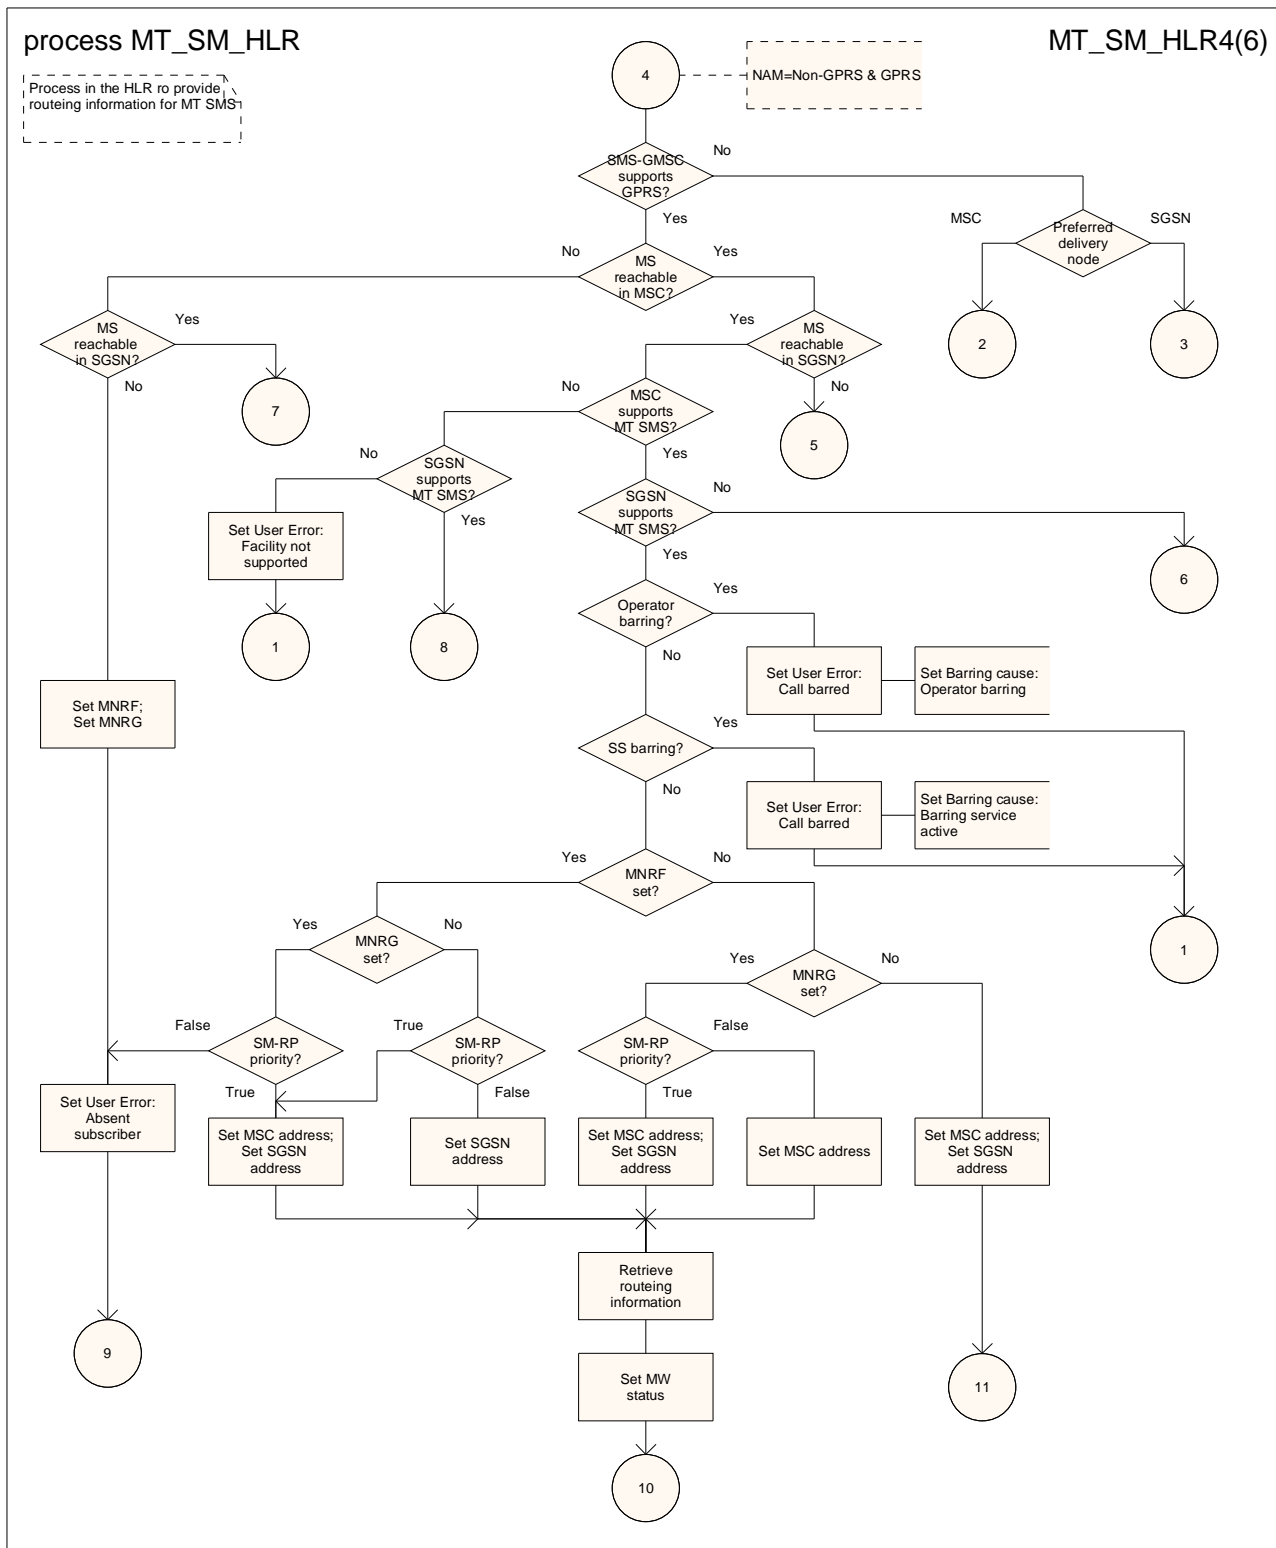 process MT_SM_HLR
MT_SM_HLR4(6)
Process in the HLR ro provide
routeing information for MT SMS
4
NAM=Non-GPRS & GPRS
SMS-GMSC
supports
GPRS?
No
Yes
MSC
Preferred
delivery
node
SGSN
No
MS
reachable
in MSC?
Yes
MS
reachable
in SGSN?
Yes
No
Yes
MS
reachable
in SGSN?
No
2
3
7
No
MSC
supports
MT SMS?
Yes
5
No
SGSN
supports
MT SMS?
Yes
SGSN
supports
MT SMS?
No
Yes
Set User Error:
Facility not
supported
6
1
8
Operator
barring?
Yes
No
Set User Error:
Call barred
Set Barring cause:
Operator barring
Set MNRF;
Set MNRG
SS barring?
Yes
No
Set User Error:
Call barred
Set Barring cause:
Barring service
active
Yes
MNRF
set?
No
Yes
MNRG
set?
No
Yes
MNRG
set?
No
1
False
SM-RP
priority?
True
True
SM-RP
priority?
False
SM-RP
priority?
False
True
Set User Error:
Absent
subscriber
Set MSC address;
Set SGSN
address
Set SGSN
address
Set MSC address;
Set SGSN
address
Set MSC address
Set MSC address;
Set SGSN
address
Retrieve
routeing
information
9
Set MW
status
11
10